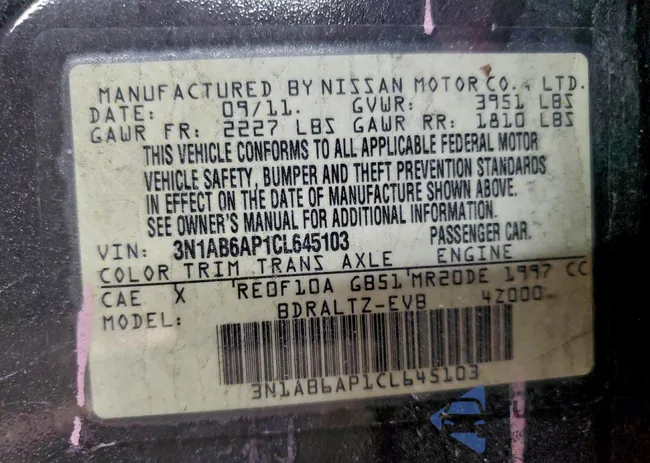 MANUFACTURED BY NISSAN MOTOR CO., LTD.
DATE: 09/11. GVWR: 3951 LBS
GAWR FR: 2227 LBS GAWR RR: 1810 LBS
THIS VEHICLE CONFORMS TO ALL APPLICABLE FEDERAL MOTOR
VEHICLE SAFETY, BUMPER AND THEFT PREVENTION STANDARDS
IN EFFECT ON THE DATE OF MANUFACTURE SHOWN ABOVE.
SEE OWNER'S MANUAL FOR ADDITIONAL INFORMATION.
VIN: 3N1AB6AP1CL645103 PASSENGER CAR.
COLOR TRIM TRANS AXLE ENGINE
CAE X RE0F10A GB51 MR20DE 1997 CC
MODEL: BDRALTZ-EVB 4Z000
3N1AB6AP1CL645103